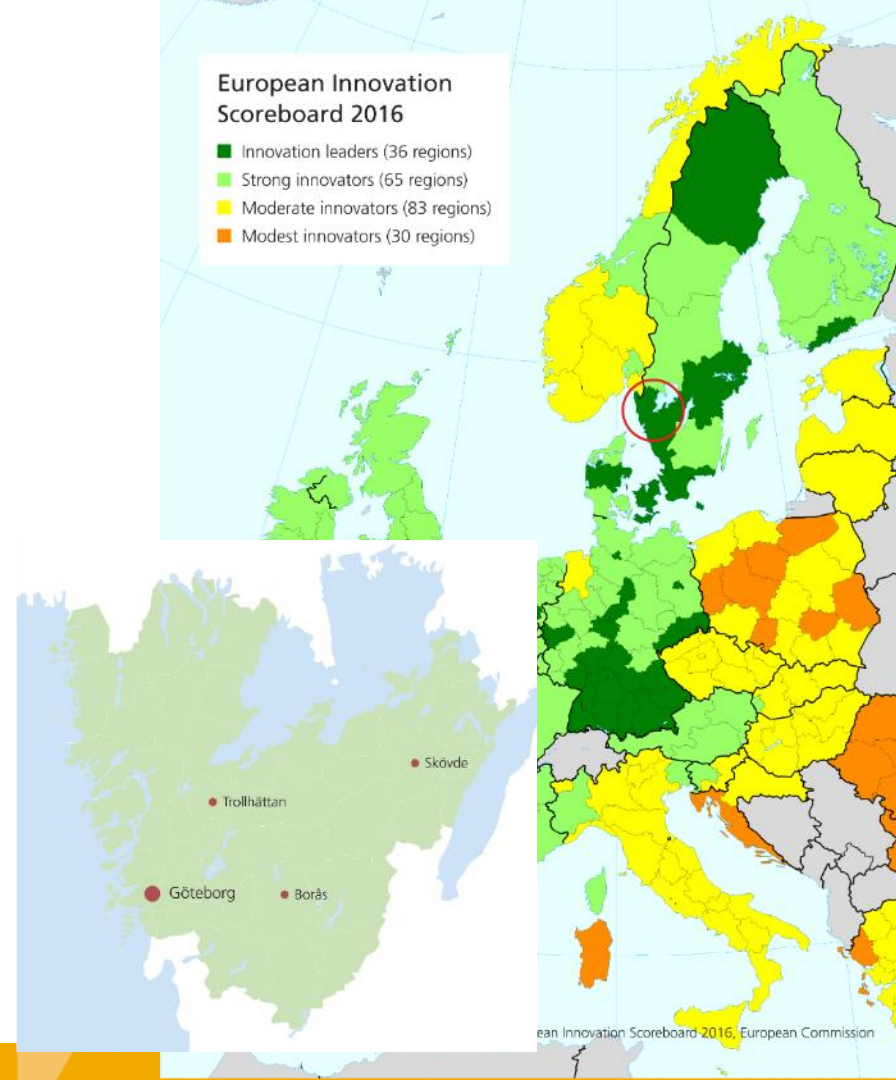 European Innovation
Scoreboard 2016
Innovation leaders (36 regions)
Strong innovators (65 regions)
Moderate innovators (83 regions)
Modest innovators (30 regions)
Skövde
Trollhättan
Göteborg
Borås
ean Innovation Scoreboard 2016, European Commission